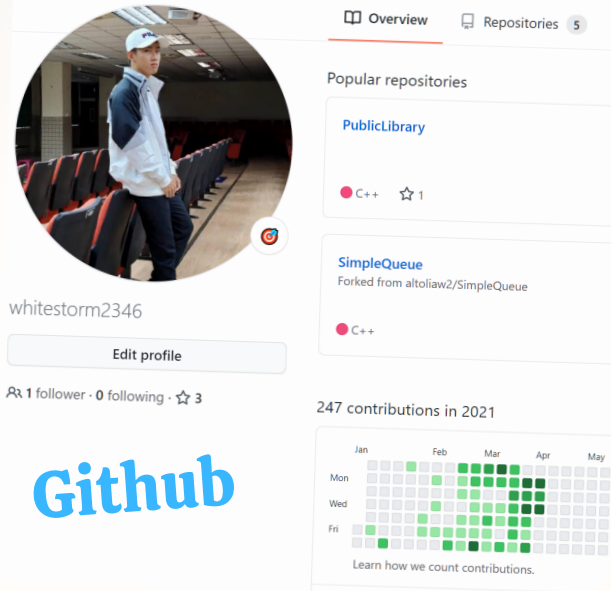 Overview
Repositories 5
Popular repositories
PublicLibrary
C++ 1
SimpleQueue
Forked from altoliaw2/SimpleQueue
C++
whitestorm2346
Edit profile
1 follower · 0 following · 3
247 contributions in 2021
Jan Feb Mar Apr May
Mon
Wed
Fri
Learn how we count contributions.
Github